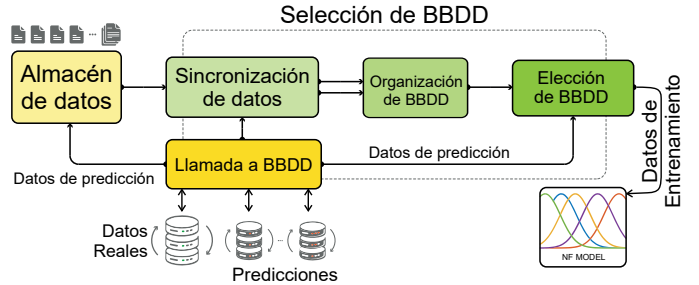 Selección de BBDD
...
Almacén
de datos
Sincronización
de datos
Organización
de BBDD
Elección
de BBDD
Datos de
Entrenamiento
Llamada a BBDD
Datos de predicción
Datos de predicción
Datos
Reales
...
Predicciones
NF MODEL